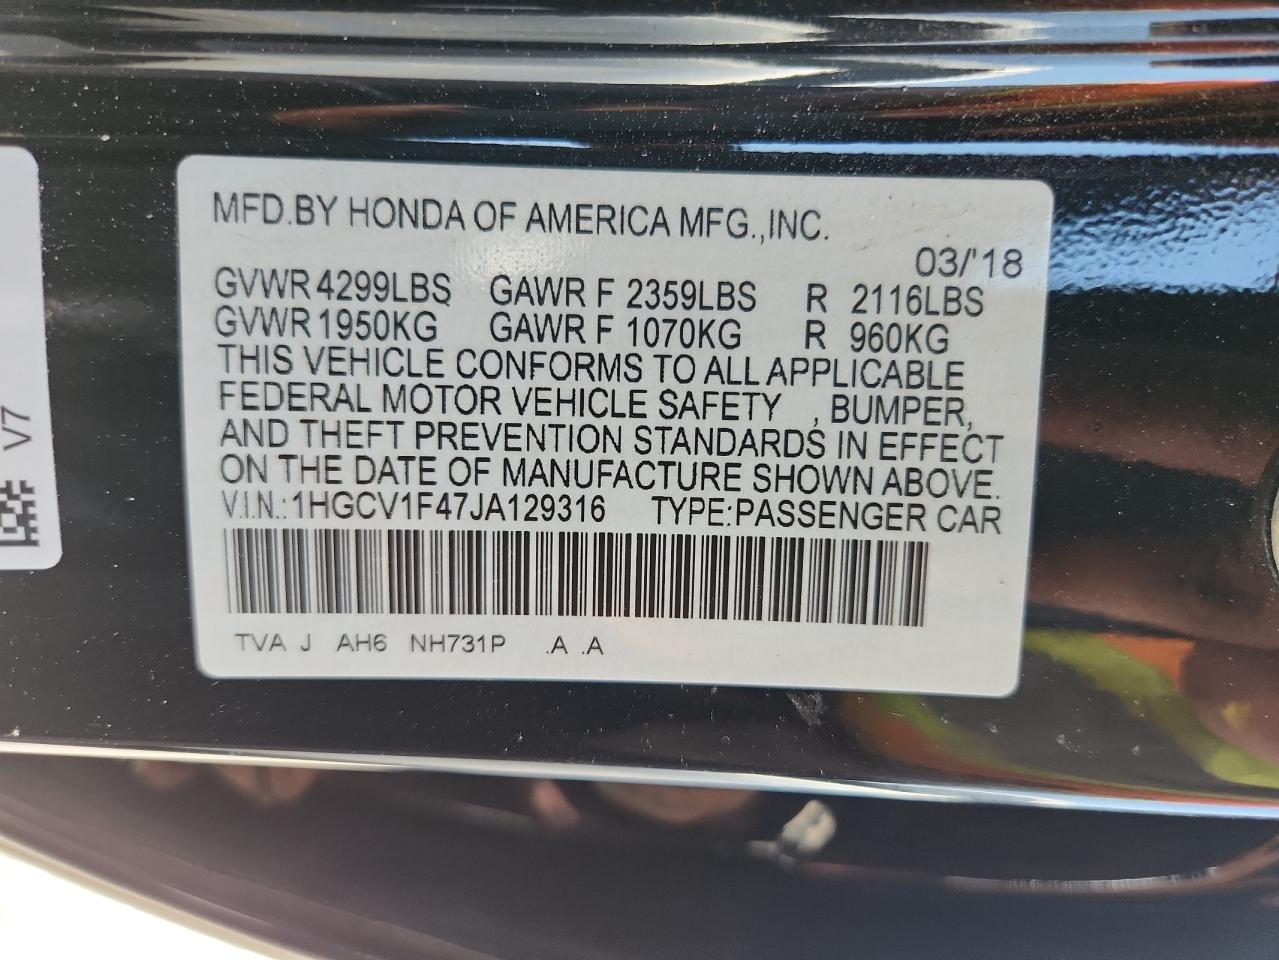 MFD.BY HONDA OF AMERICA MFG.,INC.
03/'18
GVWR 4299LBS GAWR F 2359LBS R 2116LBS
GVWR 1950KG GAWR F 1070KG R 960KG
THIS VEHICLE CONFORMS TO ALL APPLICABLE
FEDERAL MOTOR VEHICLE SAFETY , BUMPER,
AND THEFT PREVENTION STANDARDS IN EFFECT
ON THE DATE OF MANUFACTURE SHOWN ABOVE.
V.I.N.: 1HGCV1F47JA129316 TYPE:PASSENGER CAR
TVA J AH6 NH731P .A .A
V7